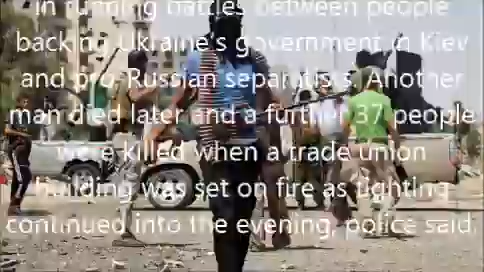 in running battles between people
backing Ukraine's government in Kiev
and pro-Russian separatists. Another
man died later and a further 37 people
were killed when a trade union
building was set on fire as fighting
continued into the evening, police said.